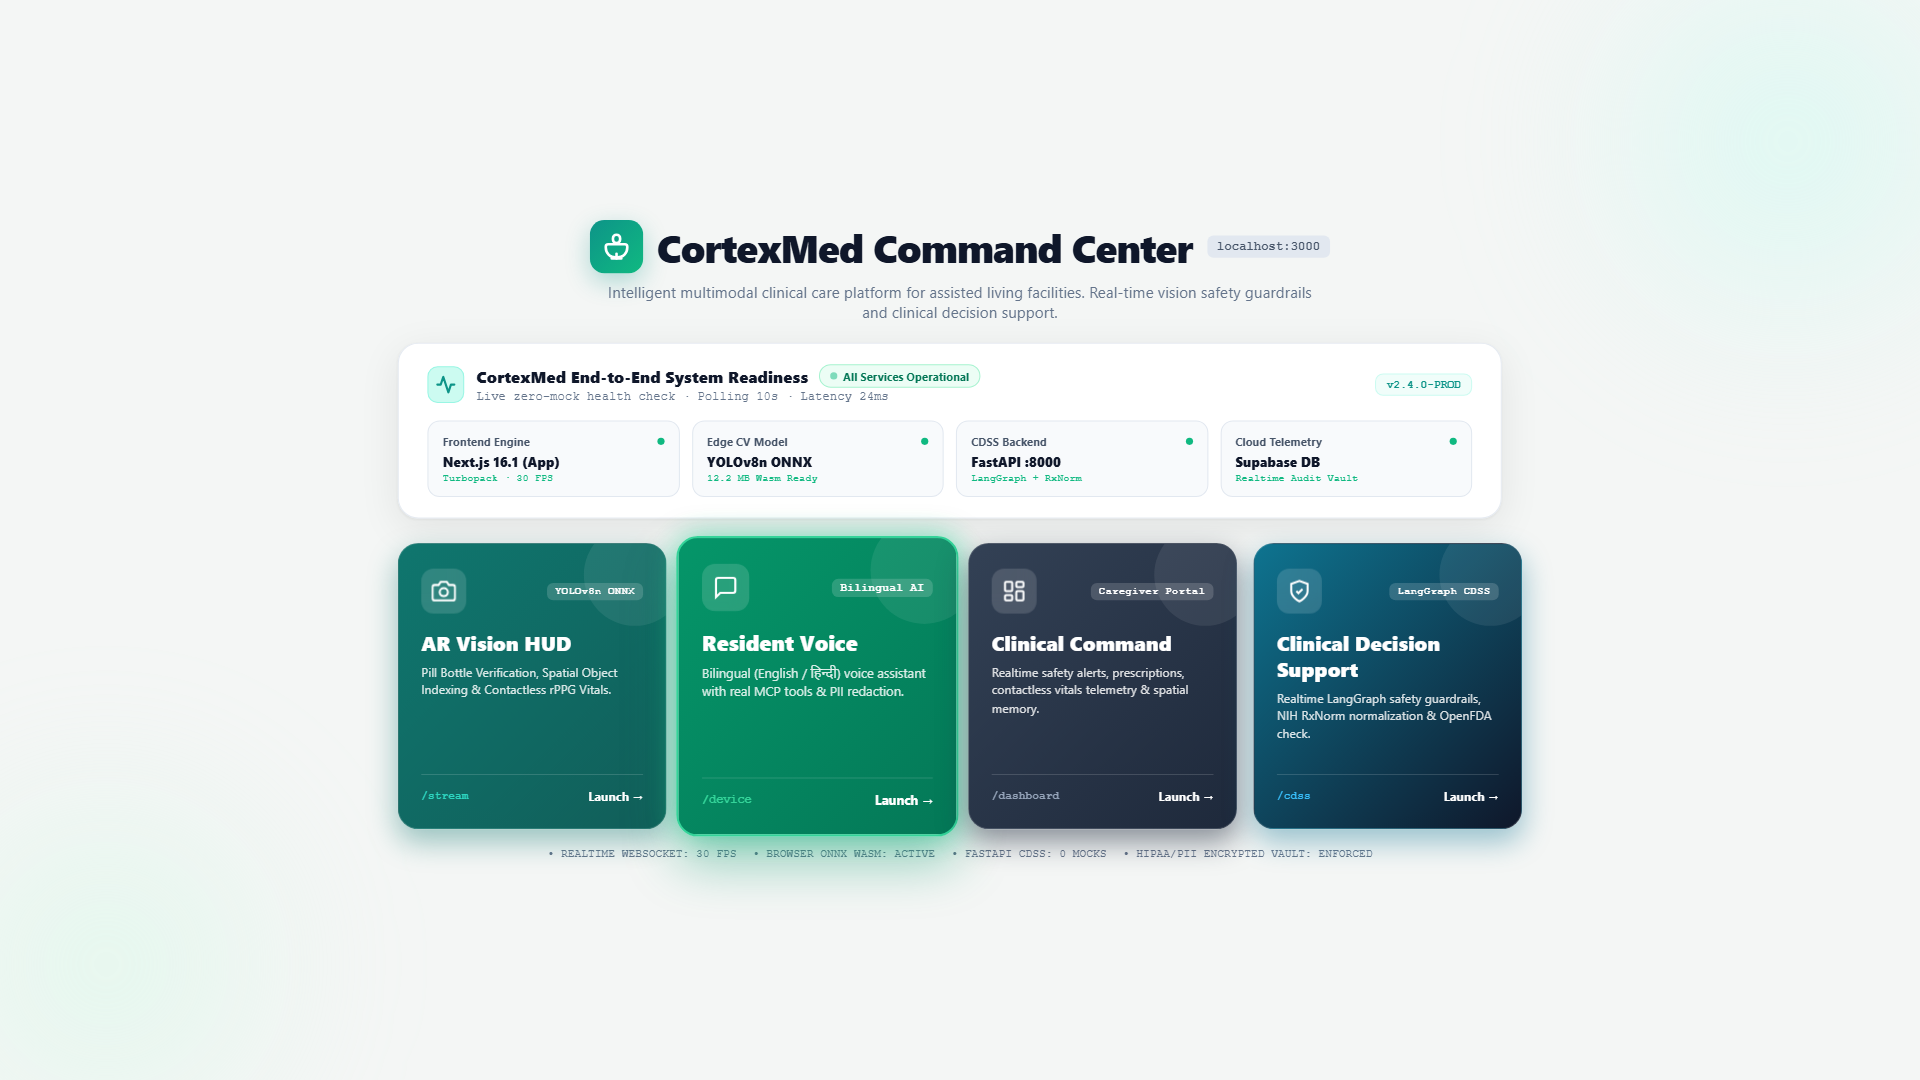 CortexMed Command Center
localhost:3000
Intelligent multimodal clinical care platform for assisted living facilities. Real-time vision safety guardrails
and clinical decision support.
CortexMed End-to-End System Readiness
All Services Operational
Live zero-mock health check · Polling 10s · Latency 24ms
v2.4.0-PROD
Frontend Engine
Next.js 16.1 (App)
Turbopack · 30 FPS
Edge CV Model
YOLOv8n ONNX
12.2 MB Wasm Ready
CDSS Backend
FastAPI :8000
LangGraph + RxNorm
Cloud Telemetry
Supabase DB
Realtime Audit Vault
YOLOv8n ONNX
AR Vision HUD
Pill Bottle Verification, Spatial Object
Indexing & Contactless rPPG Vitals.
/stream
Launch →
Bilingual AI
Resident Voice
Bilingual (English / हिन्दी) voice assistant
with real MCP tools & PII redaction.
/device
Launch →
Caregiver Portal
Clinical Command
Realtime safety alerts, prescriptions,
contactless vitals telemetry & spatial
memory.
/dashboard
Launch →
LangGraph CDSS
Clinical Decision
Support
Realtime LangGraph safety guardrails,
NIH RxNorm normalization & OpenFDA
check.
/cdss
Launch →
• REALTIME WEBSOCKET: 30 FPS • BROWSER ONNX WASM: ACTIVE • FASTAPI CDSS: 0 MOCKS • HIPAA/PII ENCRYPTED VAULT: ENFORCED